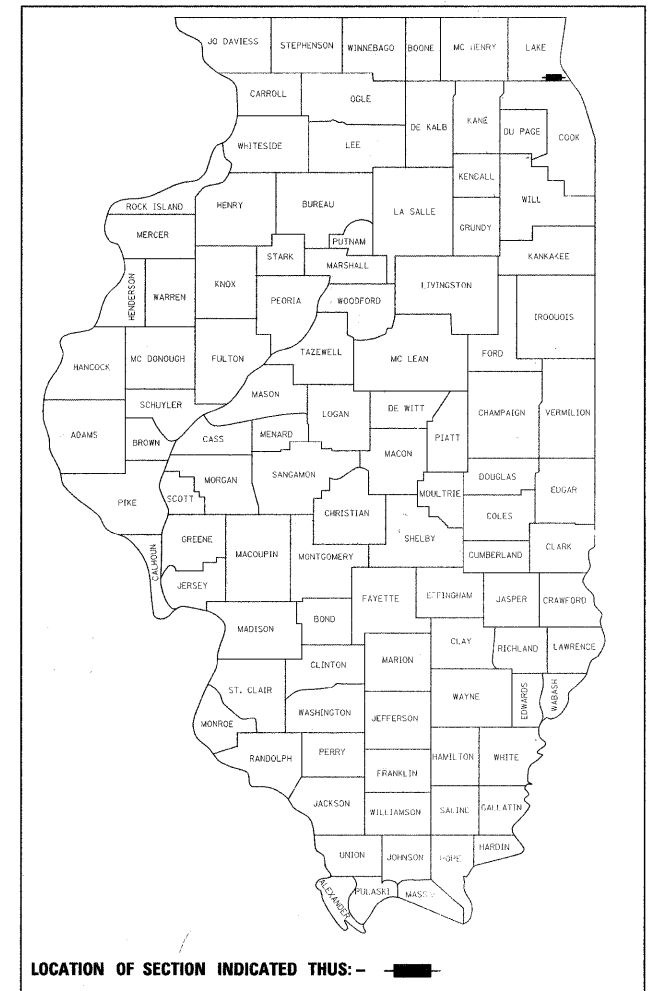 JO DAVIESS STEPHENSON WINNEBAGO BOONE MC HENRY LAKE
CARROLL OGLE DE KALB KANE DU PAGE COOK
WHITESIDE LEE
KENDALL WILL
ROCK ISLAND HENRY BUREAU LA SALLE GRUNDY
MERCER PUTNAM
STARK MARSHALL KANKAKEE
HENDERSON WARREN KNOX PEORIA WOODFORD LIVINGSTON IROQUOIS
HANCOCK MC DONOUGH FULTON TAZEWELL MC LEAN FORD
SCHUYLER MASON LOGAN DE WITT CHAMPAIGN VERMILION
ADAMS BROWN CASS MENARD MACON PIATT
PIKE SCOTT MORGAN SANGAMON MOULTRIE DOUGLAS EDGAR
CHRISTIAN COLES
CALHOUN GREENE MACOUPIN MONTGOMERY SHELBY CUMBERLAND CLARK
JERSEY FAYETTE EFFINGHAM JASPER CRAWFORD
MADISON BOND
CLINTON MARION CLAY RICHLAND LAWRENCE
ST. CLAIR WASHINGTON JEFFERSON WAYNE EDWARDS WABASH
MONROE
RANDOLPH PERRY FRANKLIN HAMILTON WHITE
JACKSON WILLIAMSON SALINE GALLATIN
UNION JOHNSON POPE HARDIN
ALEXANDER PULASKI MASS
LOCATION OF SECTION INDICATED THUS: –